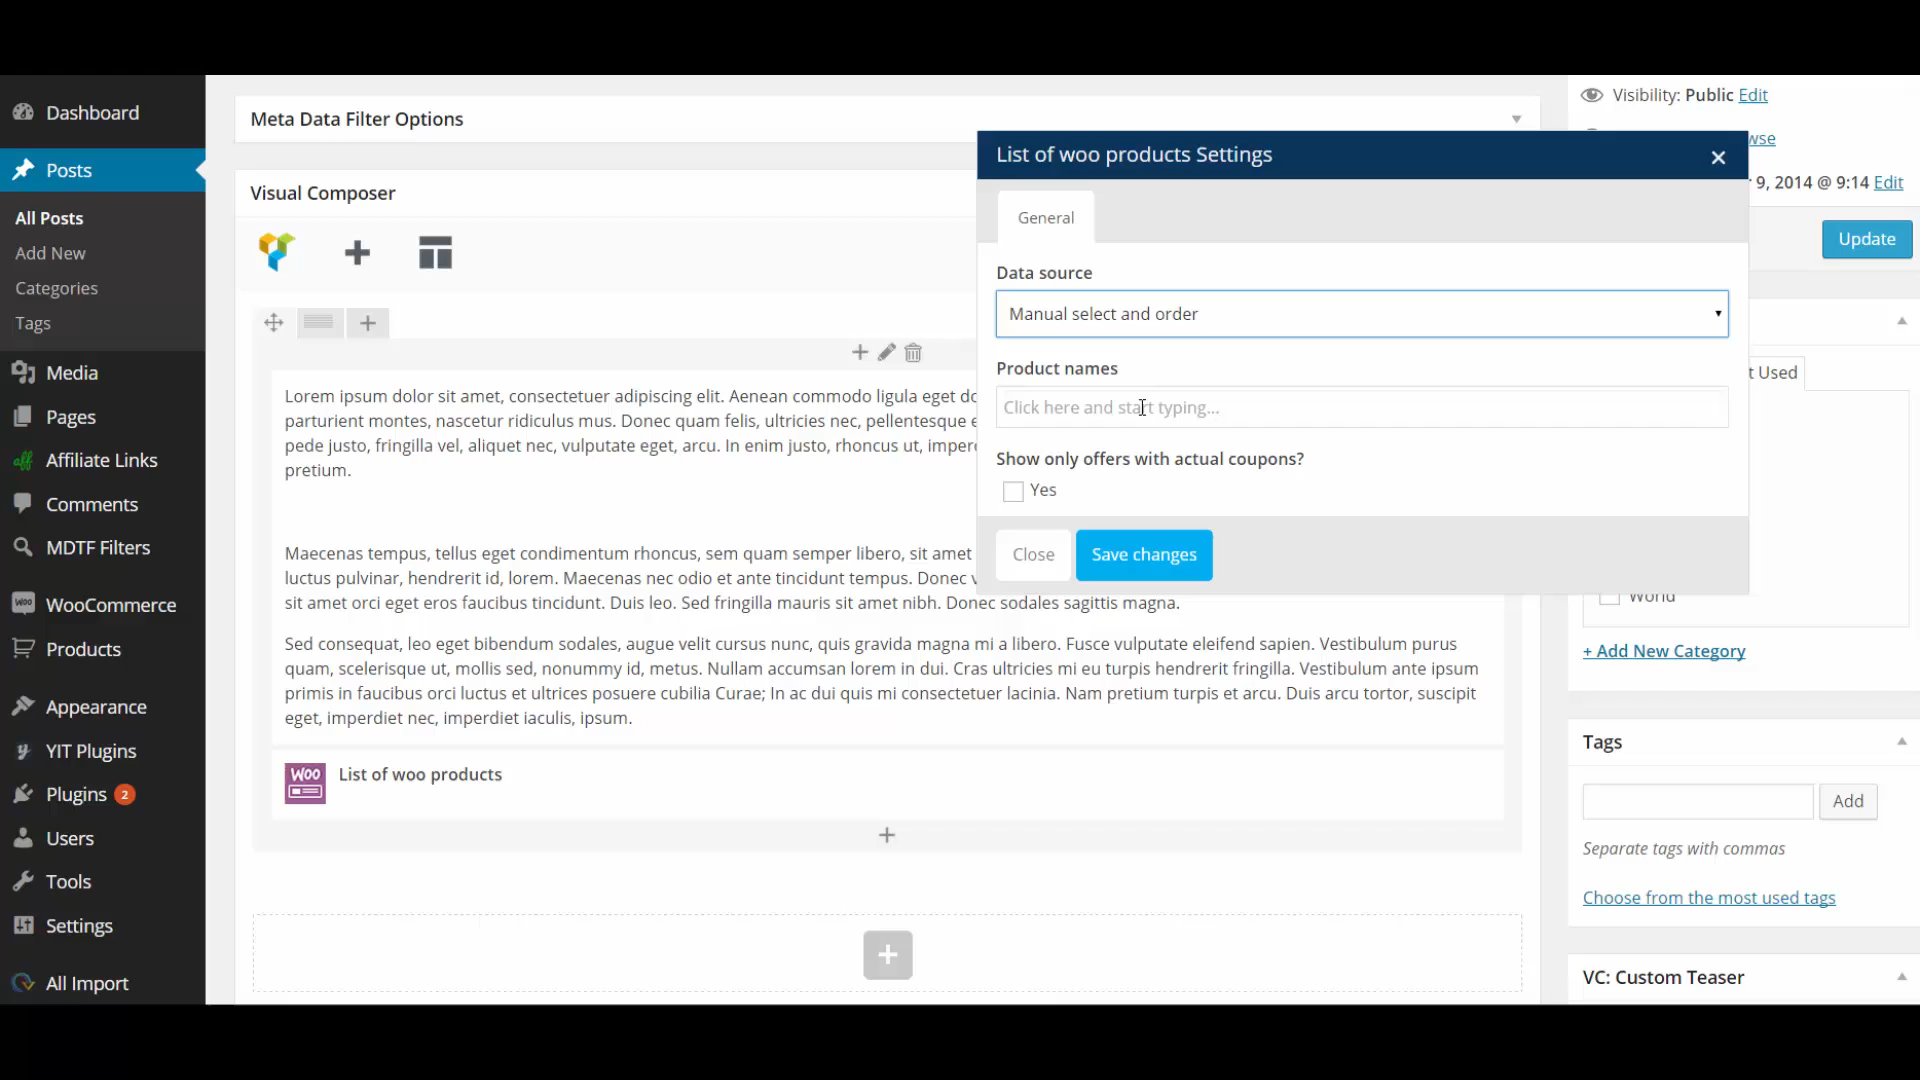 Dashboard
Posts
All Posts
Add New
Categories
Tags
Media
Pages
Affiliate Links
Comments
MDTF Filters
WooCommerce
Products
Appearance
YIT Plugins
Plugins 2
Users
Tools
Settings
All Import
Meta Data Filter Options
Visual Composer
Lorem ipsum dolor sit amet, consectetuer adipiscing elit. Aenean commodo ligula eget do
parturient montes, nascetur ridiculus mus. Donec quam felis, ultricies nec, pellentesque e
pede justo, fringilla vel, aliquet nec, vulputate eget, arcu. In enim justo, rhoncus ut, impere
pretium.
Maecenas tempus, tellus eget condimentum rhoncus, sem quam semper libero, sit amet
luctus pulvinar, hendrerit id, lorem. Maecenas nec odio et ante tincidunt tempus. Donec v
sit amet orci eget eros faucibus tincidunt. Duis leo. Sed fringilla mauris sit amet nibh. Donec sodales sagittis magna.
Sed consequat, leo eget bibendum sodales, augue velit cursus nunc, quis gravida magna mi a libero. Fusce vulputate eleifend sapien. Vestibulum purus
quam, scelerisque ut, mollis sed, nonummy id, metus. Nullam accumsan lorem in dui. Cras ultricies mi eu turpis hendrerit fringilla. Vestibulum ante ipsum
primis in faucibus orci luctus et ultrices posuere cubilia Curae; In ac dui quis mi consectetuer lacinia. Nam pretium turpis et arcu. Duis arcu tortor, suscipit
eget, imperdiet nec, imperdiet iaculis, ipsum.
WOO
List of woo products
List of woo products Settings
General
Data source
Manual select and order
Product names
Click here and start typing...
Show only offers with actual coupons?
Yes
Close
Save changes
Visibility: Public Edit
wse
9, 2014 @ 9:14 Edit
Update
t Used
World
+ Add New Category
Tags
Add
Separate tags with commas
Choose from the most used tags
VC: Custom Teaser